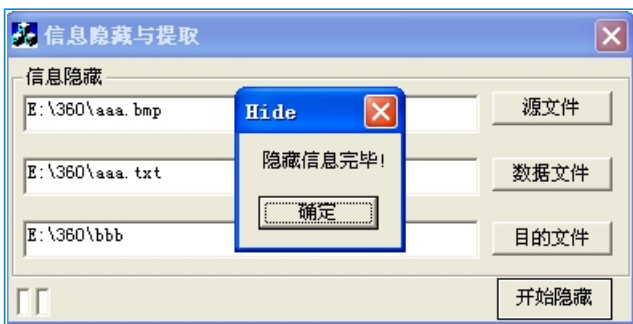 信息隐藏与提取
信息隐藏
E:\360\aaa.bmp
源文件
Hide
隐藏信息完毕!
确定
E:\360\aaa.txt
数据文件
E:\360\bbb
目的文件
开始隐藏